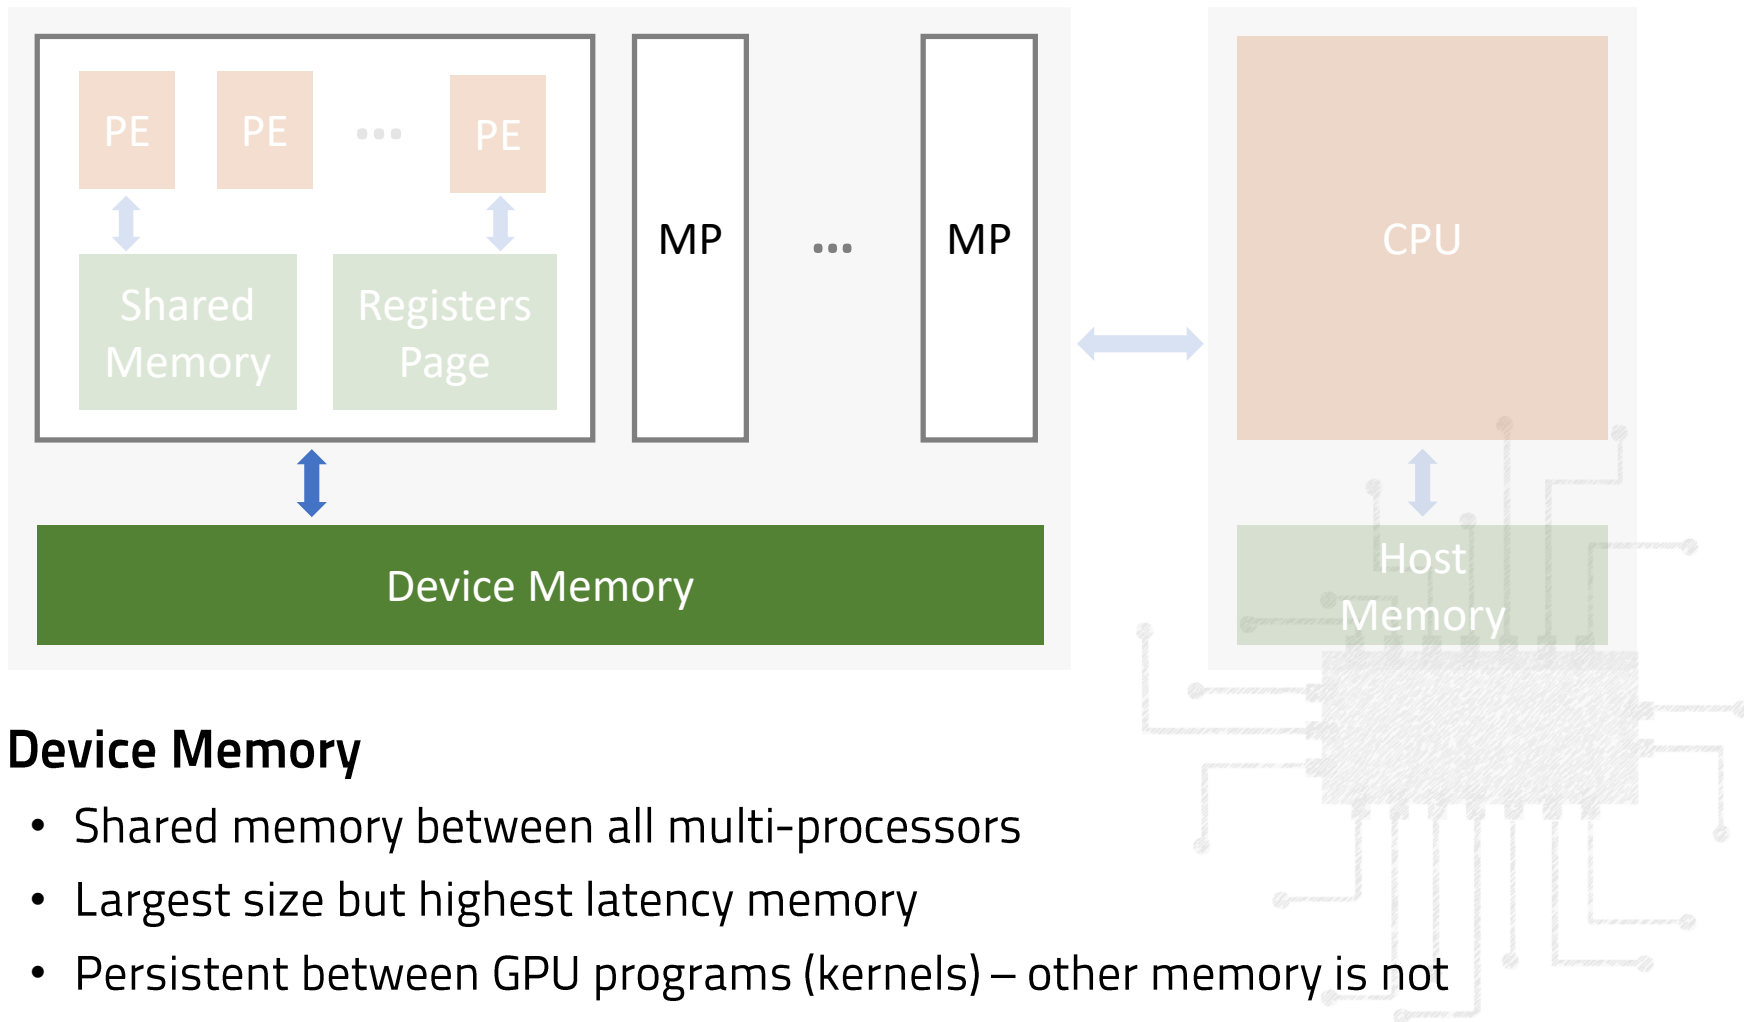 PE PE ... PE
Shared
Memory
Registers
Page
MP ... MP
CPU
Device Memory
Host
Memory
Device Memory
• Shared memory between all multi-processors
• Largest size but highest latency memory
• Persistent between GPU programs (kernels) – other memory is not